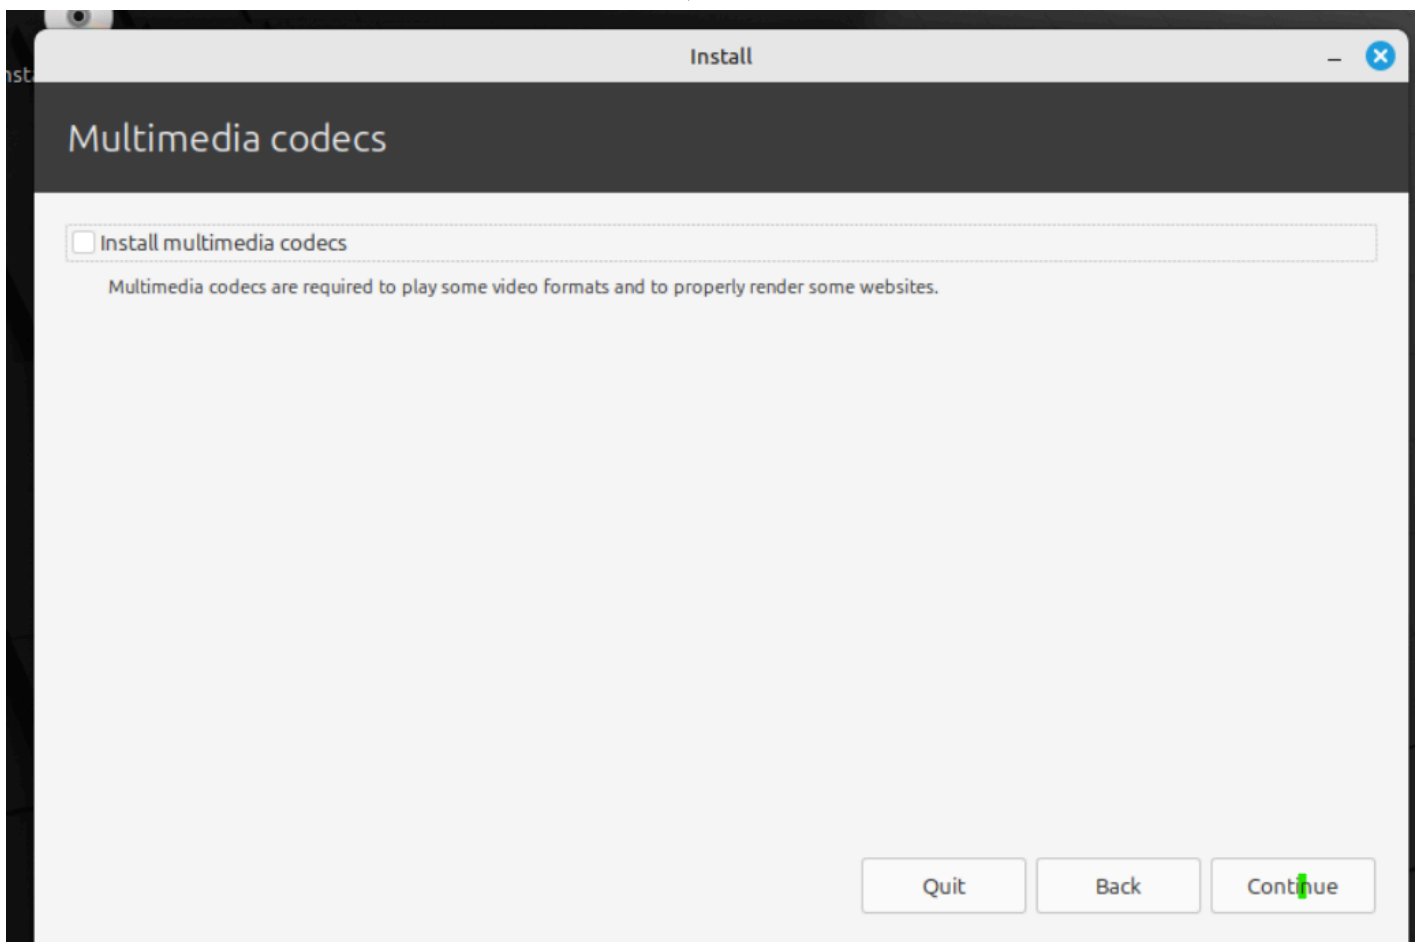 Install
Multimedia codecs
Install multimedia codecs
Multimedia codecs are required to play some video formats and to properly render some websites.
Quit
Back
Continue